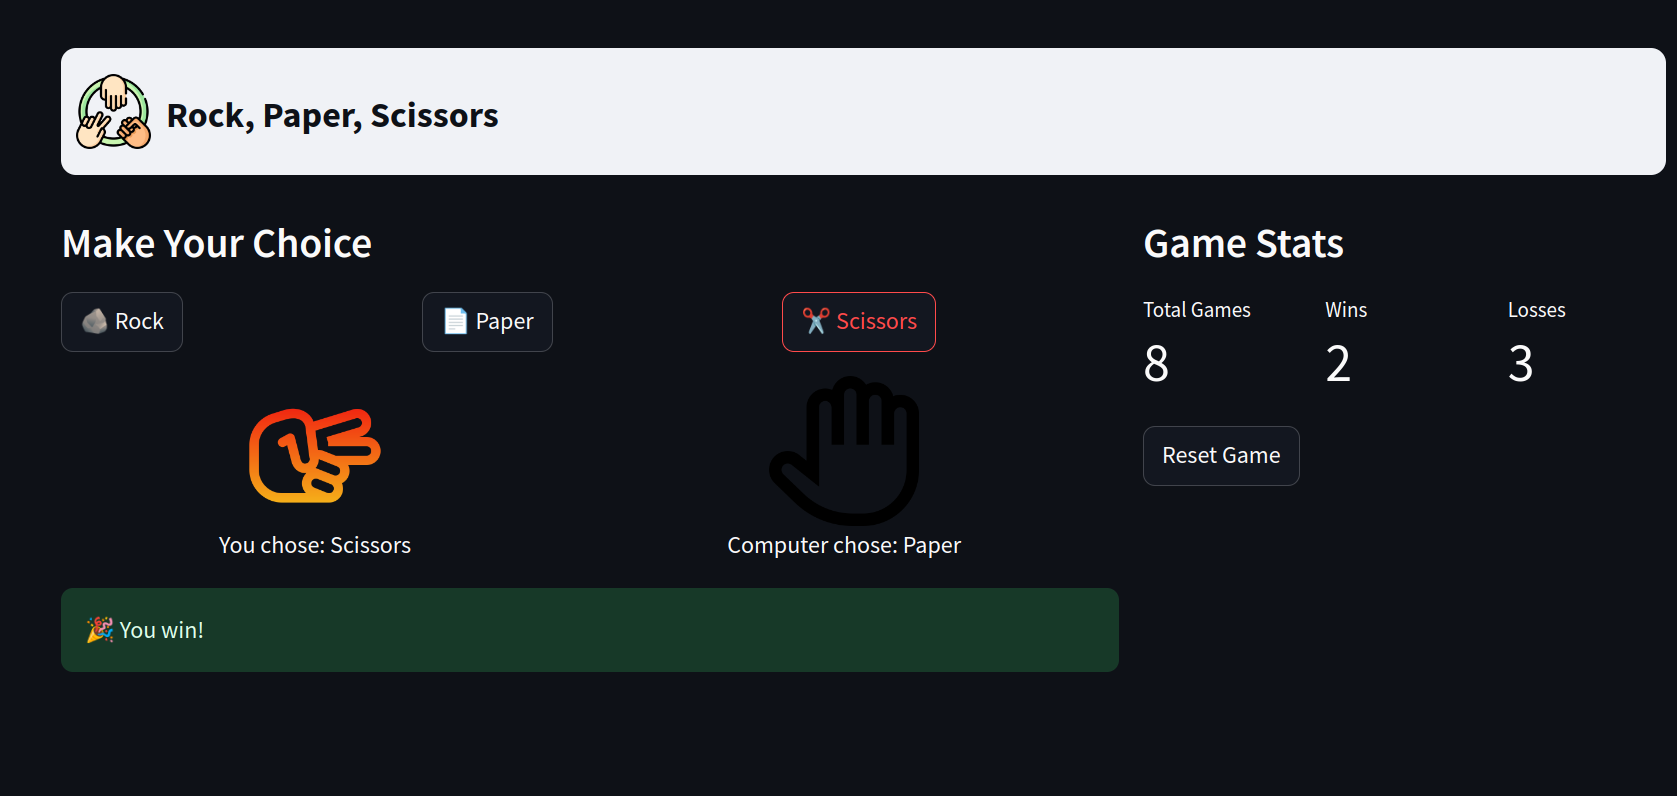 Rock, Paper, Scissors
Make Your Choice
Rock
Paper
Scissors
You chose: Scissors
Computer chose: Paper
You win!
Game Stats
Total Games
Wins
Losses
8
2
3
Reset Game